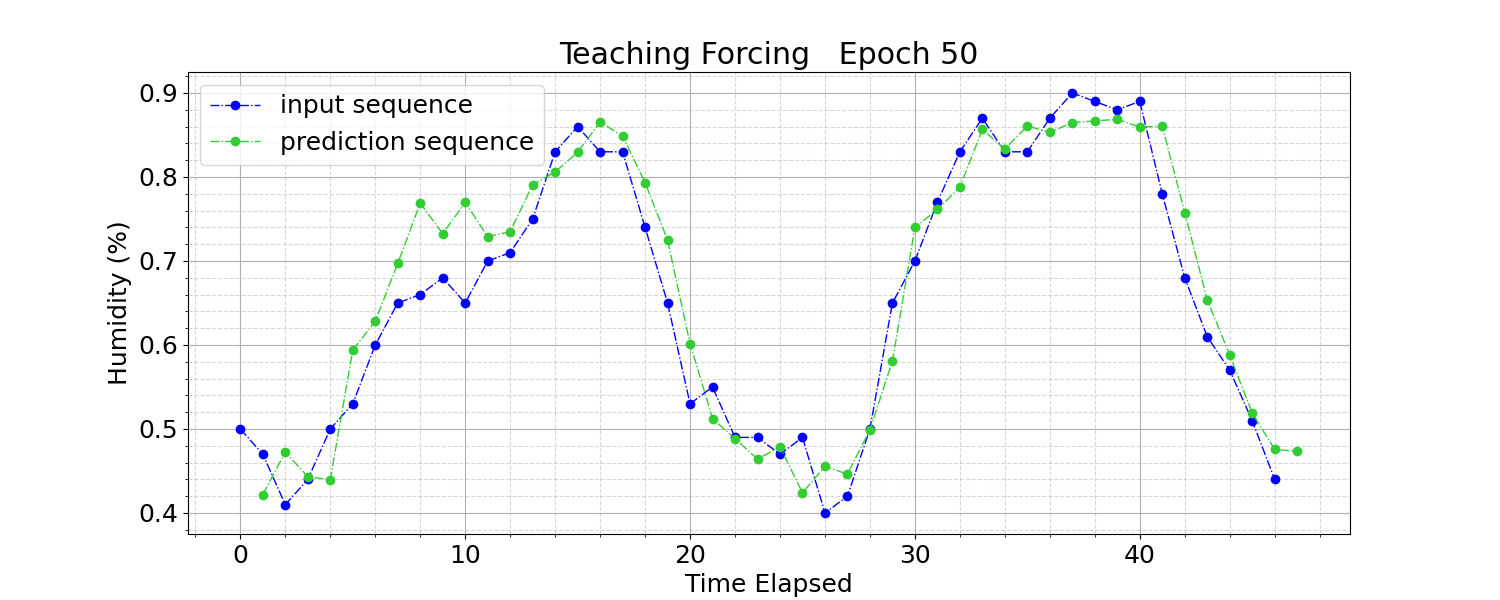 Teaching Forcing   Epoch 50
input sequence
prediction sequence
Humidity (%)
0.9
0.8
0.7
0.6
0.5
0.4
0 10 20 30 40
Time Elapsed